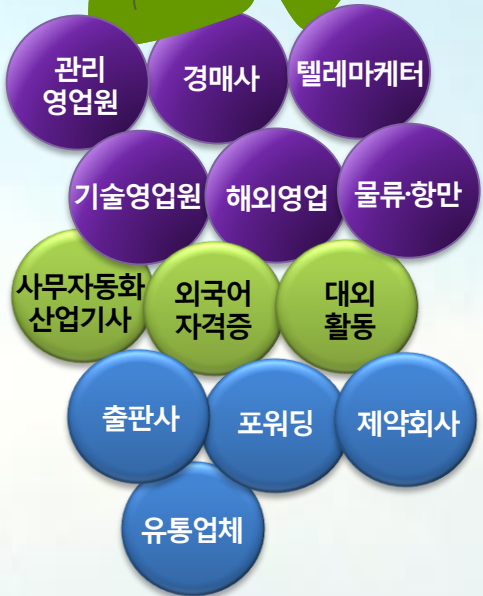 관리
영업원
경매사
텔레마케터
기술영업원
해외영업
물류·항만
사무자동화
산업기사
외국어
자격증
대외
활동
출판사
포워딩
제약회사
유통업체